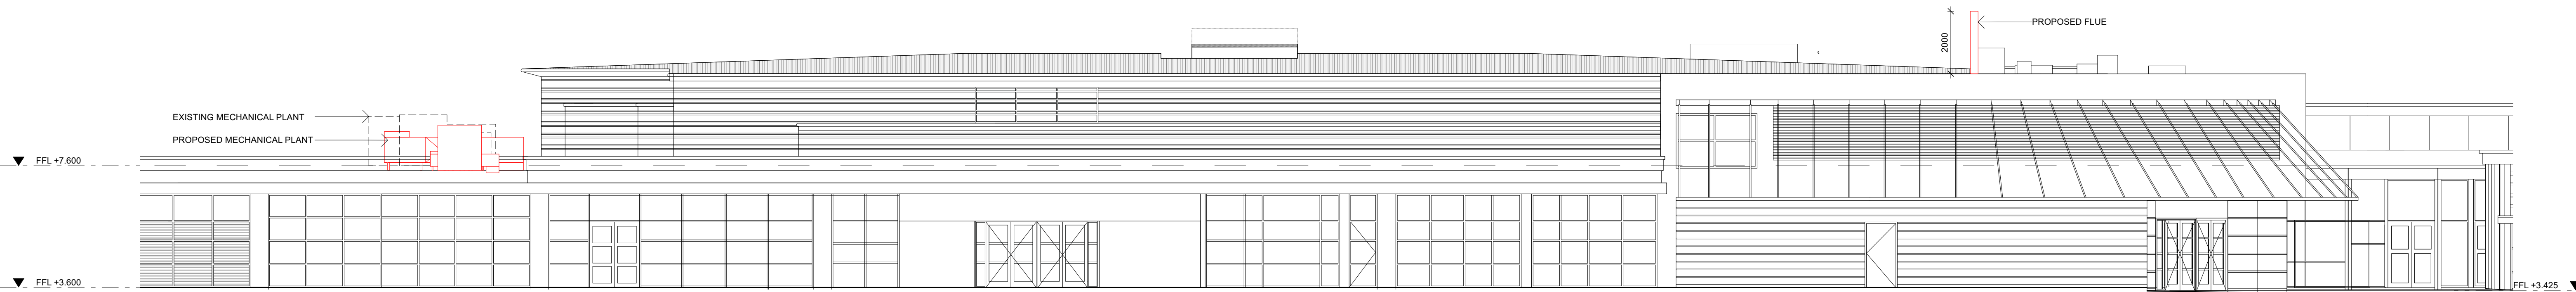 PROPOSED FLUE
2000
EXISTING MECHANICAL PLANT
PROPOSED MECHANICAL PLANT
FFL +7.600
FFL +3.600
FFL +3.425